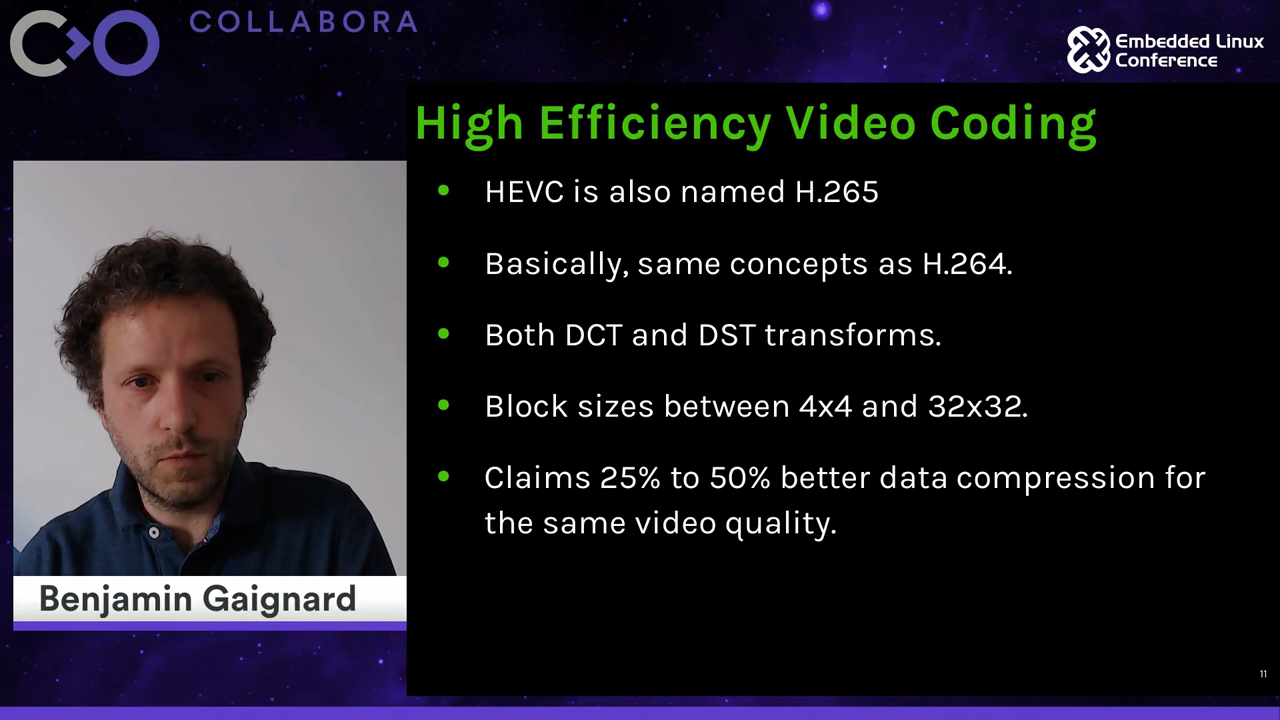 COLLABORA
Embedded Linux
Conference
High Efficiency Video Coding
HEVC is also named H.265
Basically, same concepts as H.264.
Both DCT and DST transforms.
Block sizes between 4x4 and 32x32.
Claims 25% to 50% better data compression for
the same video quality.
Benjamin Gaignard
11